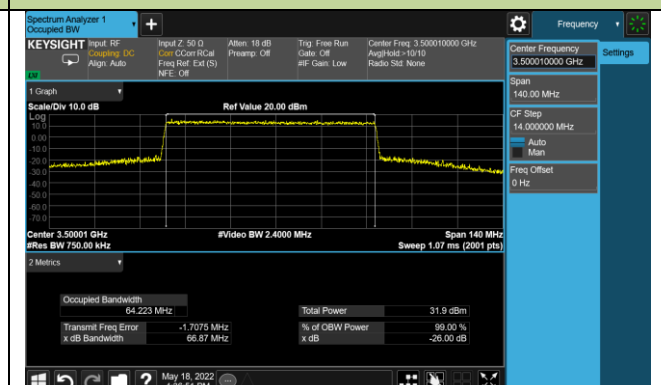 Spectrum Analyzer 1
Occupied BW
Frequency
KEYSIGHT
Input: RF
Coupling: DC
Align: Auto
Input Z: 50 Ω
Corr CCorr RCal
Freq Ref: Ext (S)
NFE: Off
Atten: 18 dB
Preamp: Off
Trig: Free Run
Gate: Off
#IF Gain: Low
Center Freq: 3.500010000 GHz
Avg|Hold:>10/10
Radio Std: None
Center Frequency
3.500010000 GHz
Settings
Span
140.00 MHz
CF Step
14.000000 MHz
Auto
Man
Freq Offset
0 Hz
1 Graph
Scale/Div 10.0 dB
Ref Value 20.00 dBm
Log
10.0
0.00
-10.0
-20.0
-30.0
-40.0
-50.0
-60.0
-70.0
Center 3.50001 GHz
#Video BW 2.4000 MHz
Span 140 MHz
#Res BW 750.00 kHz
Sweep 1.07 ms (2001 pts)
2 Metrics
Occupied Bandwidth
64.223 MHz
Total Power
31.9 dBm
Transmit Freq Error
-1.7075 MHz
% of OBW Power
99.00 %
x dB Bandwidth
66.87 MHz
x dB
-26.00 dB
May 18, 2022